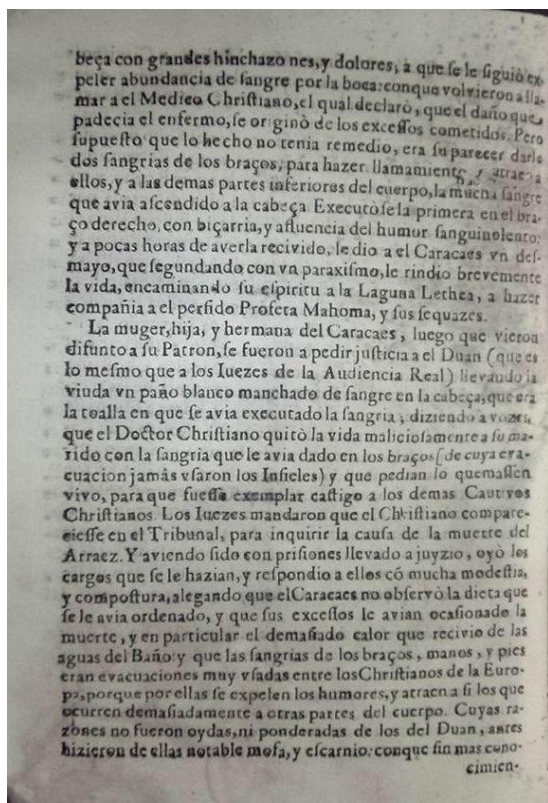 beça con grandes hinchazones, y dolores, a que ſe le ſiguiò ex-
peler abundancia de ſangre por la boca: conque volvieron a lla-
mar a el Medico Chriſtiano, el qual declarò, que el daño que
padecia el enfermo, ſe originò de los exceſſos cometidos. Pero
ſupueſto que lo hecho no tenia remedio, era ſu parecer darle
dos ſangrias de los braços, para hazer llamamiento, y atraer a
ellos, y a las demas partes inferiores del cuerpo, la mucha ſangre
que avia aſcendido a la cabeça Executòſe la primera en el bra-
ço derecho, con biçarria, y afluencia del humor ſanguinolento:
y a pocas horas de averla recivido, le dio a el Caracaes vn deſ-
mayo, que ſegundando con vn paraxiſmo, le rindio brevemente
la vida, encaminando ſu eſpiritu a la Laguna Lethea, a hazer
compañia a el perfido Profeta Mahoma, y ſus ſequazes.
La muger, hija, y hermana del Caracaes, luego que vieron
difunto a ſu Patron, ſe fueron a pedir juſticia a el Duan (que es
lo meſmo que a los Iuezes de la Audiencia Real) llevando la
viuda vn paño blanco manchado de ſangre en la cabeça, que era
la toalla en que ſe avia executado la ſangria; diziendo a vozes,
que el Doctor Chriſtiano quitò la vida malicioſamente a ſu ma-
rido con la ſangria que le avia dado en los braços (de cuya eva-
cuacion jamás vſaron los Infieles) y que pedian lo quemaſſen
vivo, para que fueſſe exemplar caſtigo a los demas Cautivos
Chriſtianos. Los Iuezes mandaron que el Chriſtiano compare-
cieſſe en el Tribunal, para inquirir la cauſa de la muerte del
Arraez. Y aviendo ſido con priſiones llevado a juyzio, oyò los
cargos que ſe le hazian, y reſpondio a ellos cõ mucha modeſtia,
y compoſtura, alegando que el Caracaes no obſervò la dieta que
ſe le avia ordenado, y que ſus exceſſos le avian ocaſionado la
muerte, y en particular el demaſiado calor que recivio de las
aguas del Baño: y que las ſangrias de los braços, manos, y pies
eran evacuaciones muy vſadas entre los Chriſtianos de la Euro-
pa, porque por ellas ſe expelen los humores, y atraen a ſi los que
ocurren demaſiadamente a otras partes del cuerpo. Cuyas ra-
zones no fueron oydas, ni ponderadas de los del Duan, antes
hizieron de ellas notable mofa, y eſcarnio: conque ſin mas cono-
cimien-